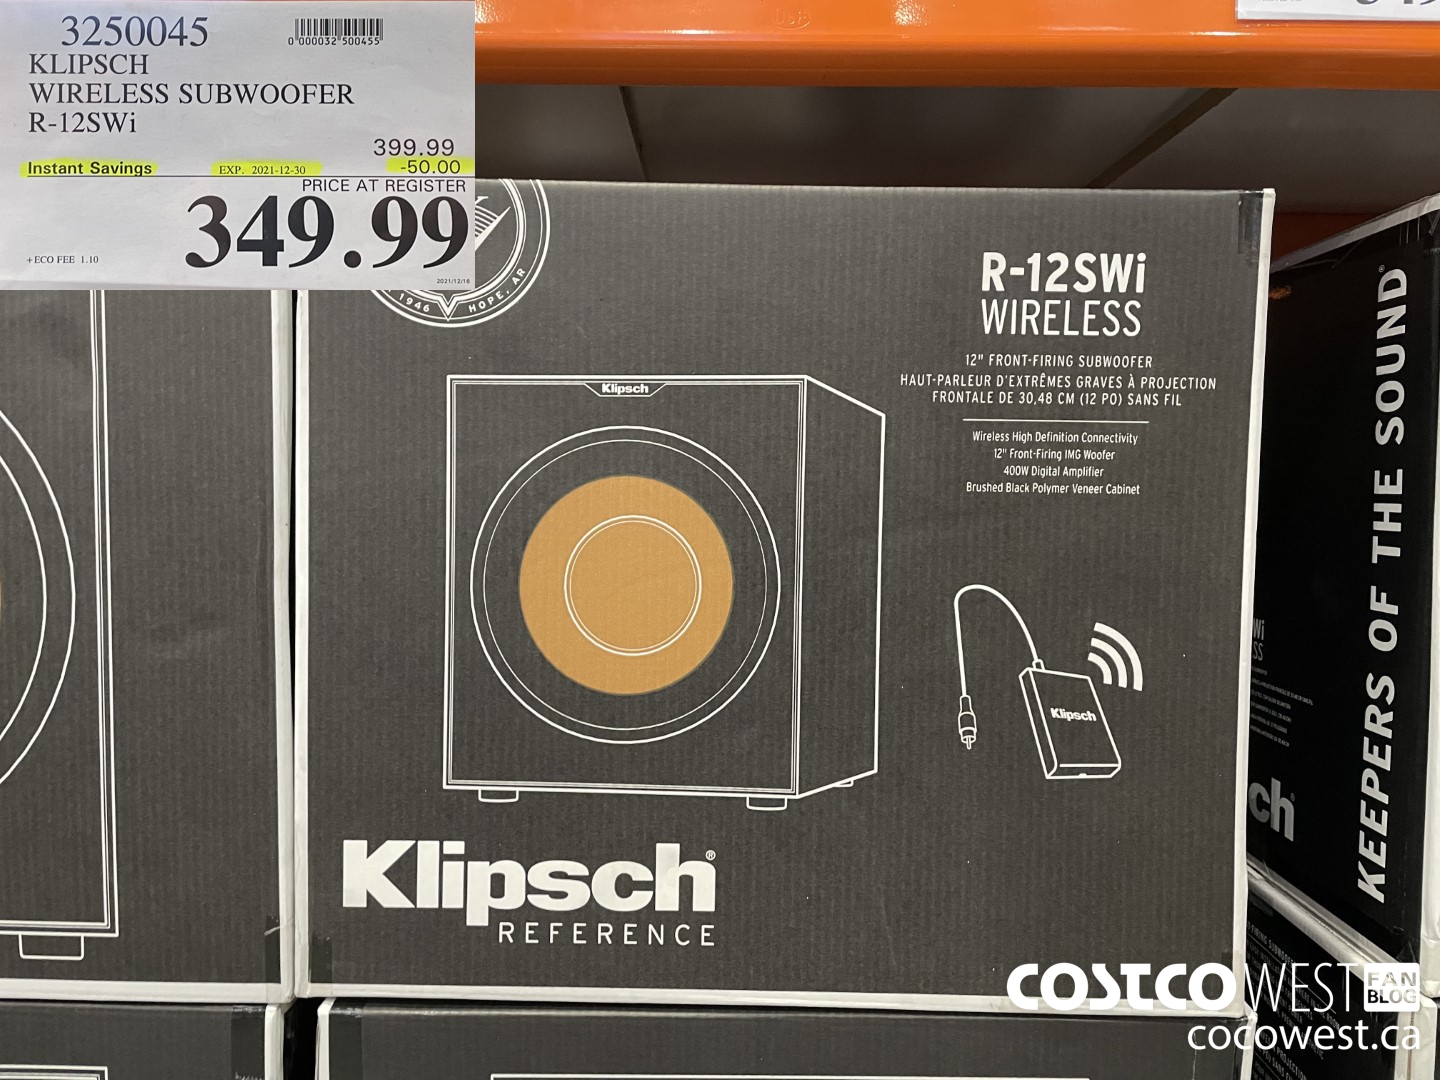 3250045
0 000032 500455
KLIPSCH
WIRELESS SUBWOOFER
R-12SWi
399.99
Instant Savings EXP. 2021-12-30 -50.00
PRICE AT REGISTER
349.99
+ECO FEE 1.10
2021/12/16
1946 HOPE, AR
R-12SWi
WIRELESS
12" FRONT-FIRING SUBWOOFER
HAUT-PARLEUR D'EXTRÊMES GRAVES À PROJECTION
FRONTALE DE 30,48 CM (12 PO) SANS FIL
Wireless High Definition Connectivity
12" Front-Firing IMG Woofer
400W Digital Amplifier
Brushed Black Polymer Veneer Cabinet
Klipsch
Klipsch
Klipsch®
REFERENCE
KEEPERS OF THE SOUND®
ch
COSTCO WEST FAN BLOG
cocowest.ca